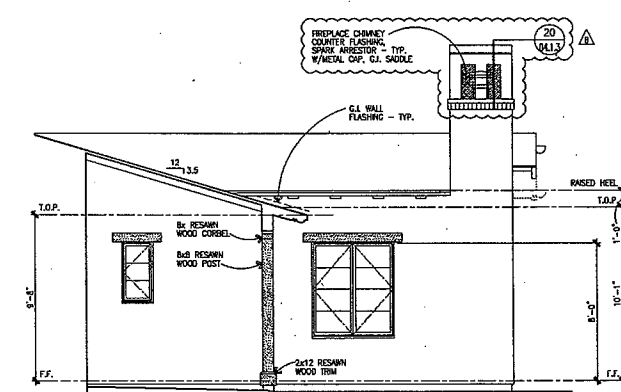 FIREPLACE CHIMNEY
COUNTER FLASHING,
SPARK ARRESTOR - TYP.
W/METAL CAP, G.I. SADDLE
20
04.1.3
G.I. WALL
FLASHING - TYP.
12
3.5
RAISED HEEL
T.O.P.
T.O.P.
1'-0"
8x RESAWN
WOOD CORBEL
8x8 RESAWN
WOOD POST
9'-8"
8'-0"
10'-1"
2x12 RESAWN
WOOD TRIM
F.F.
F.F.